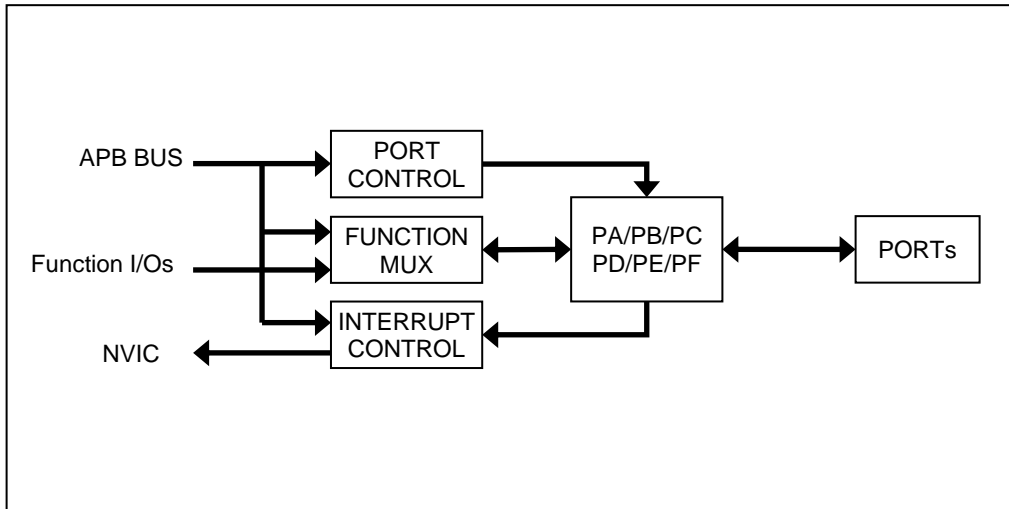 APB BUS
PORT
CONTROL
Function I/Os
FUNCTION
MUX
PA/PB/PC
PD/PE/PF
PORTs
NVIC
INTERRUPT
CONTROL